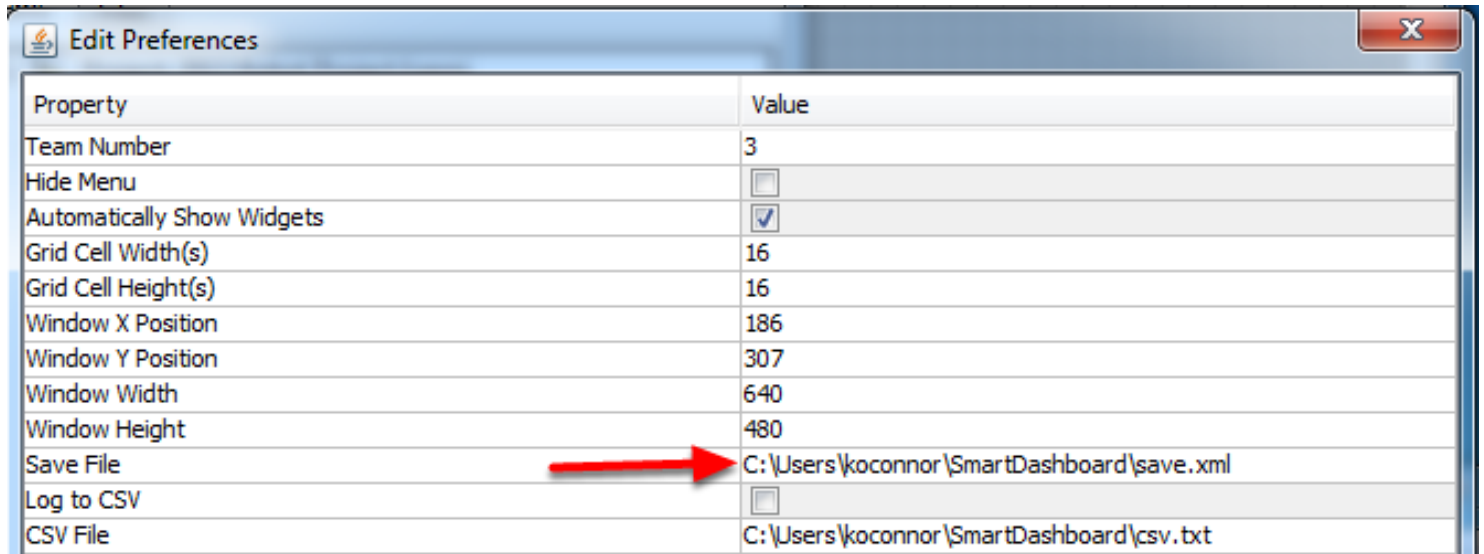 Edit Preferences
Property Value
Team Number 3
Hide Menu
Automatically Show Widgets
Grid Cell Width(s) 16
Grid Cell Height(s) 16
Window X Position 186
Window Y Position 307
Window Width 640
Window Height 480
Save File C:\Users\koconnor\SmartDashboard\save.xml
Log to CSV
CSV File C:\Users\koconnor\SmartDashboard\csv.txt